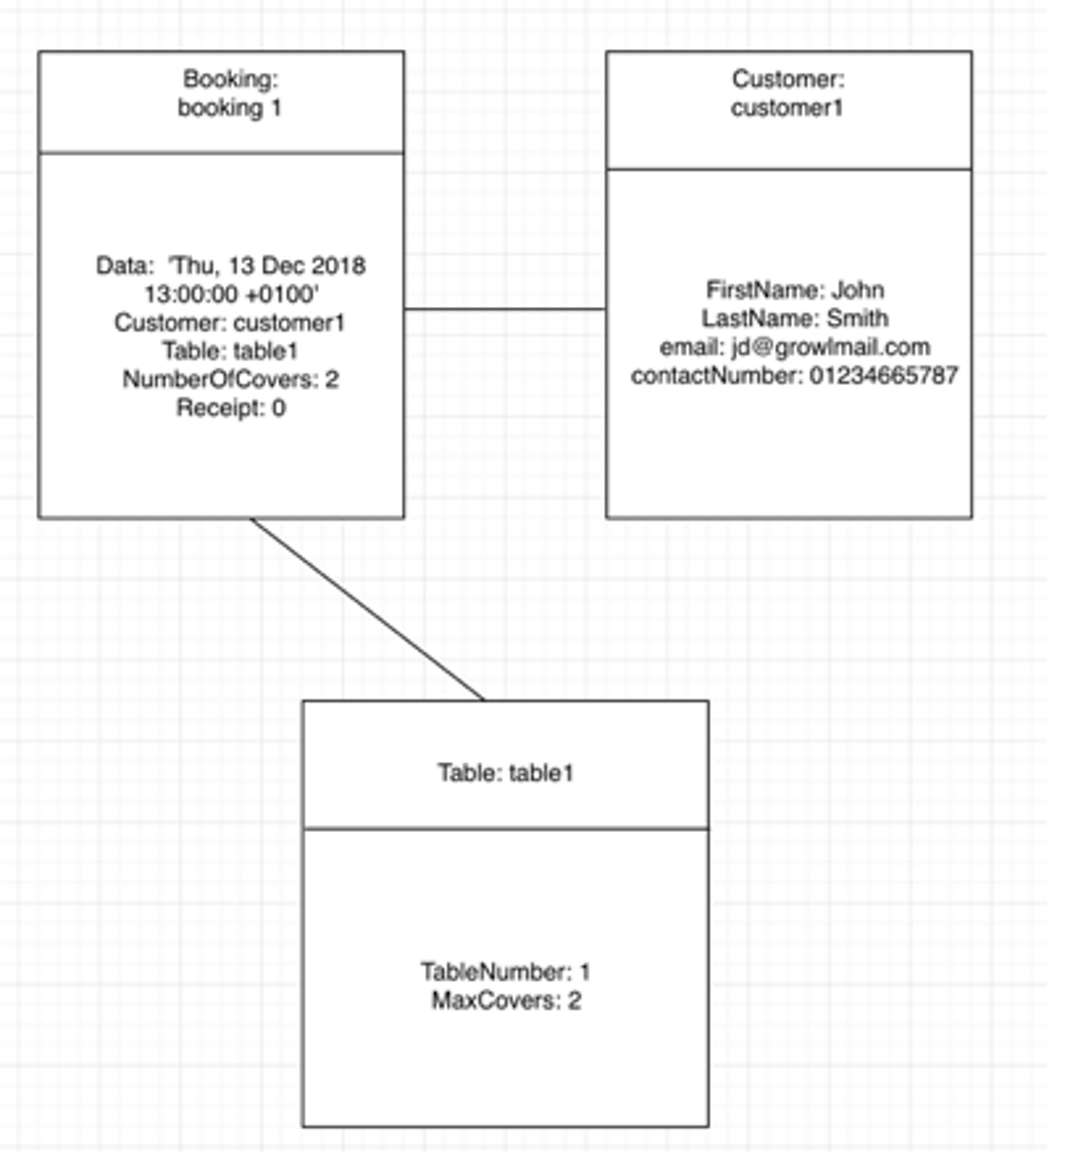 Booking:
booking 1
Data:  'Thu, 13 Dec 2018
13:00:00 +0100'
Customer: customer1
Table: table1
NumberOfCovers: 2
Receipt: 0
Customer:
customer1
FirstName: John
LastName: Smith
email: jd@growlmail.com
contactNumber: 01234665787
Table: table1
TableNumber: 1
MaxCovers: 2